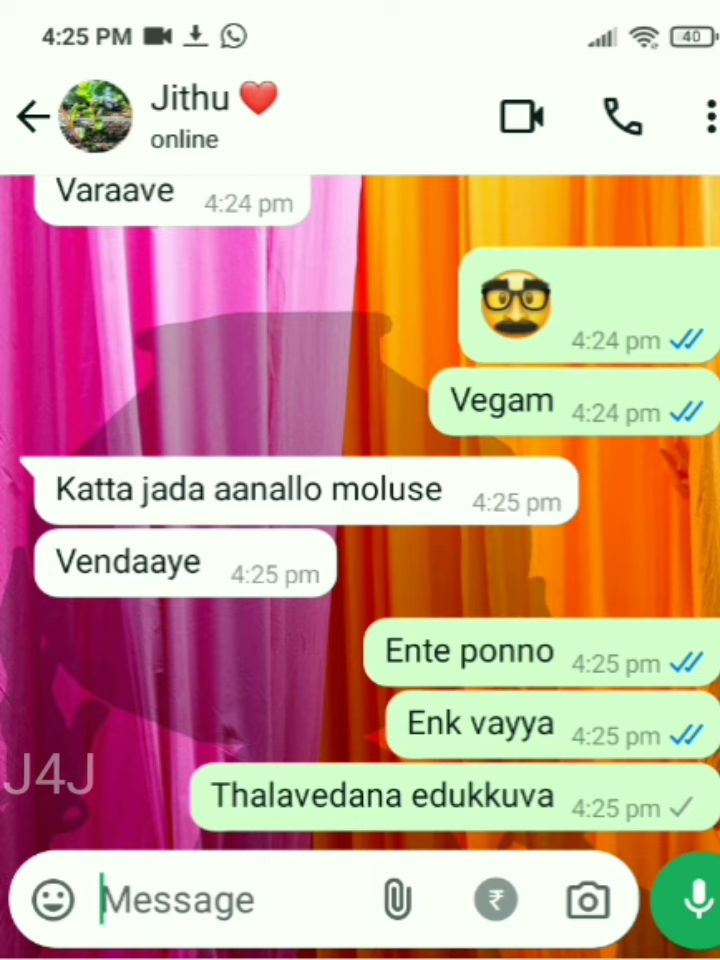 4:25 PM
40
Jithu ❤️
online
Varaave 4:24 pm
🥸 4:24 pm
Vegam 4:24 pm
Katta jada aanallo moluse 4:25 pm
Vendaaye 4:25 pm
Ente ponno 4:25 pm
Enk vayya 4:25 pm
Thalavedana edukkuva 4:25 pm
J4J
Message ₹